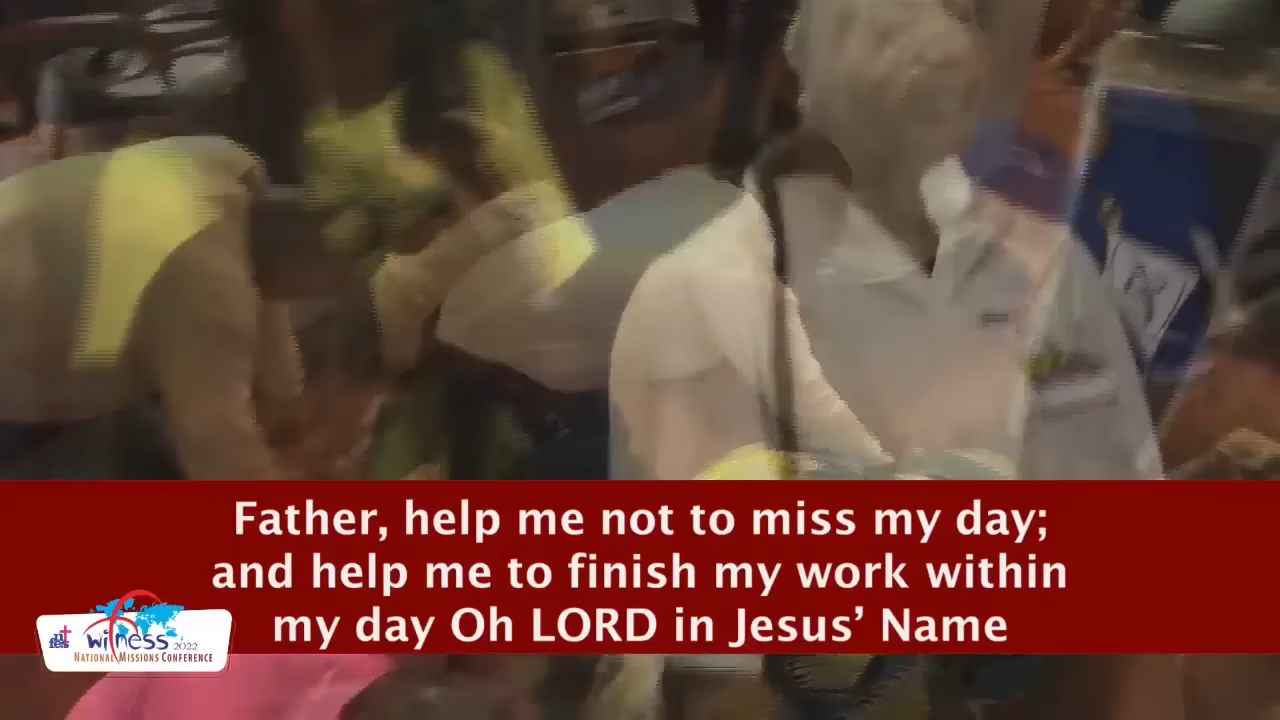 Father, help me not to miss my day;
and help me to finish my work within
my day Oh LORD in Jesus’ Name
witness 2022
NATIONAL MISSIONS CONFERENCE